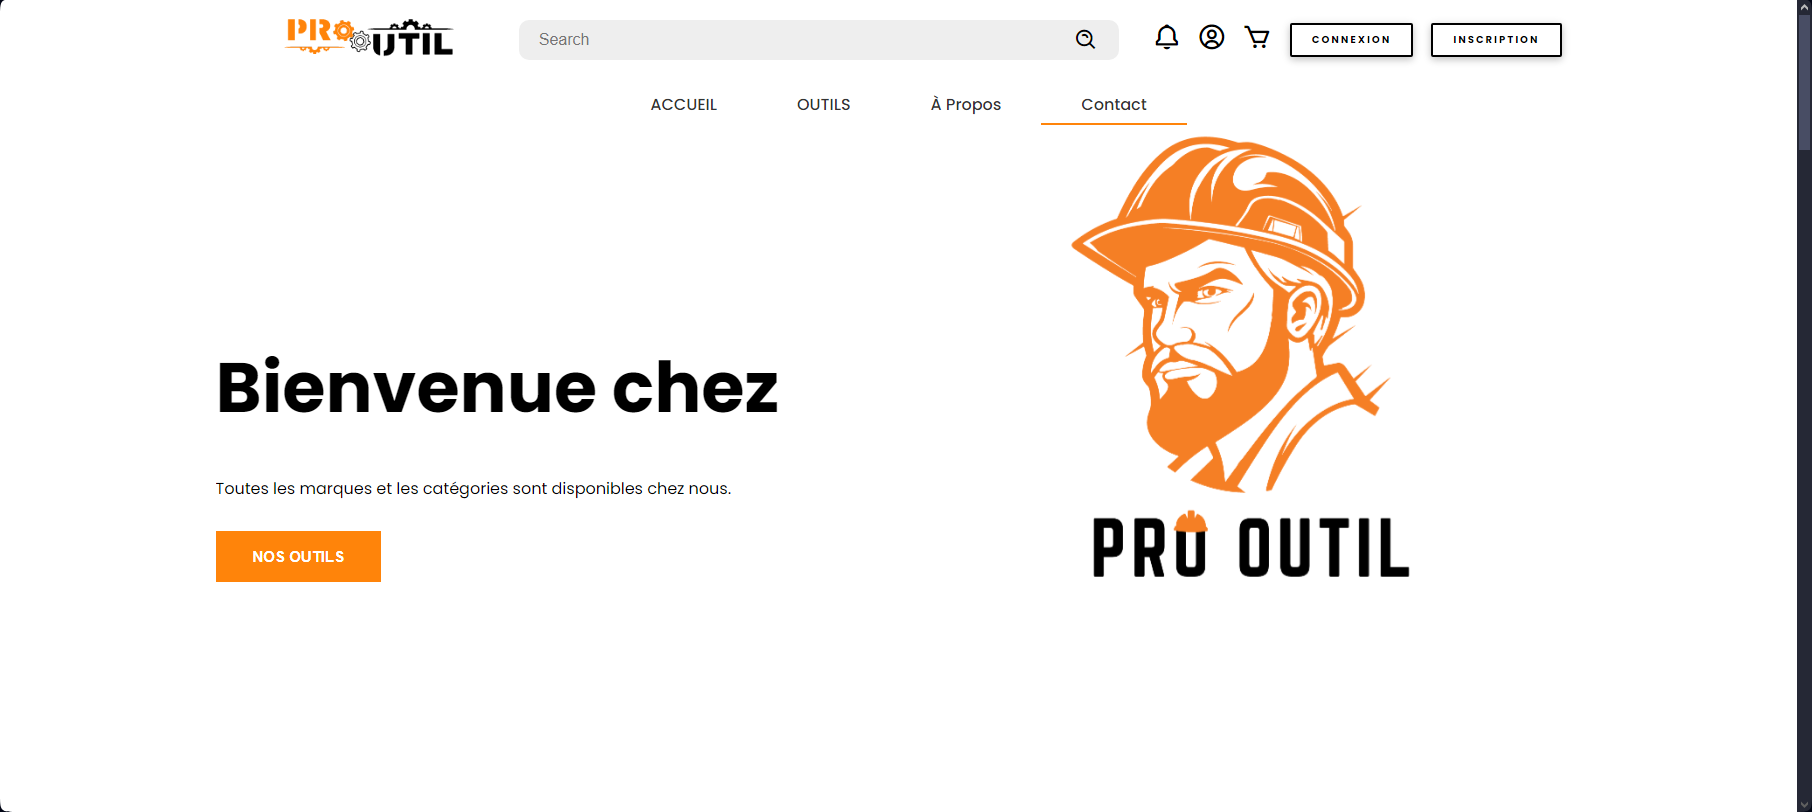 PRO OUTIL
Search
CONNEXION
INSCRIPTION
ACCUEIL
OUTILS
À Propos
Contact
Bienvenue chez
Toutes les marques et les catégories sont disponibles chez nous.
NOS OUTILS
PRO OUTIL